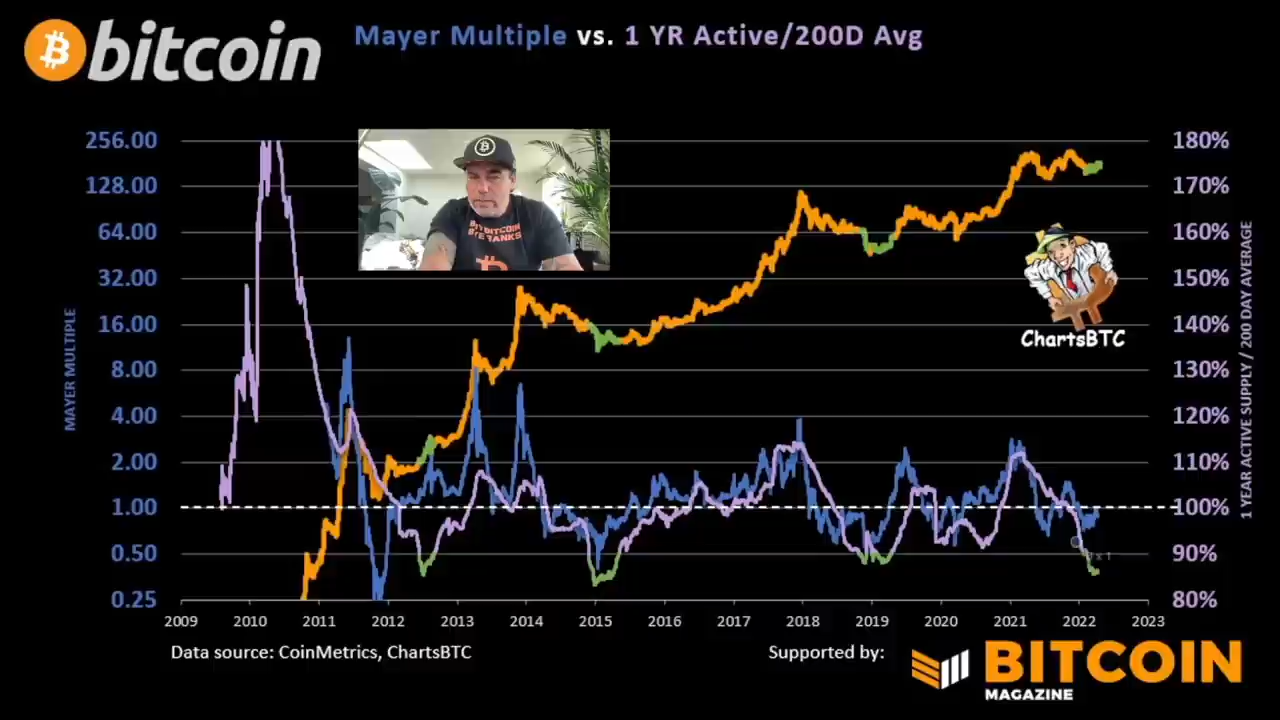 bitcoin
Mayer Multiple vs. 1 YR Active/200D Avg
256.00
128.00
64.00
32.00
16.00
8.00
4.00
2.00
1.00
0.50
0.25
MAYER MULTIPLE
180%
170%
160%
150%
140%
130%
120%
110%
100%
90%
80%
1 YEAR ACTIVE SUPPLY / 200 DAY AVERAGE
ChartsBTC
2009 2010 2011 2012 2013 2014 2015 2016 2017 2018 2019 2020 2021 2022 2023
Data source: CoinMetrics, ChartsBTC
Supported by:
BITCOIN
MAGAZINE